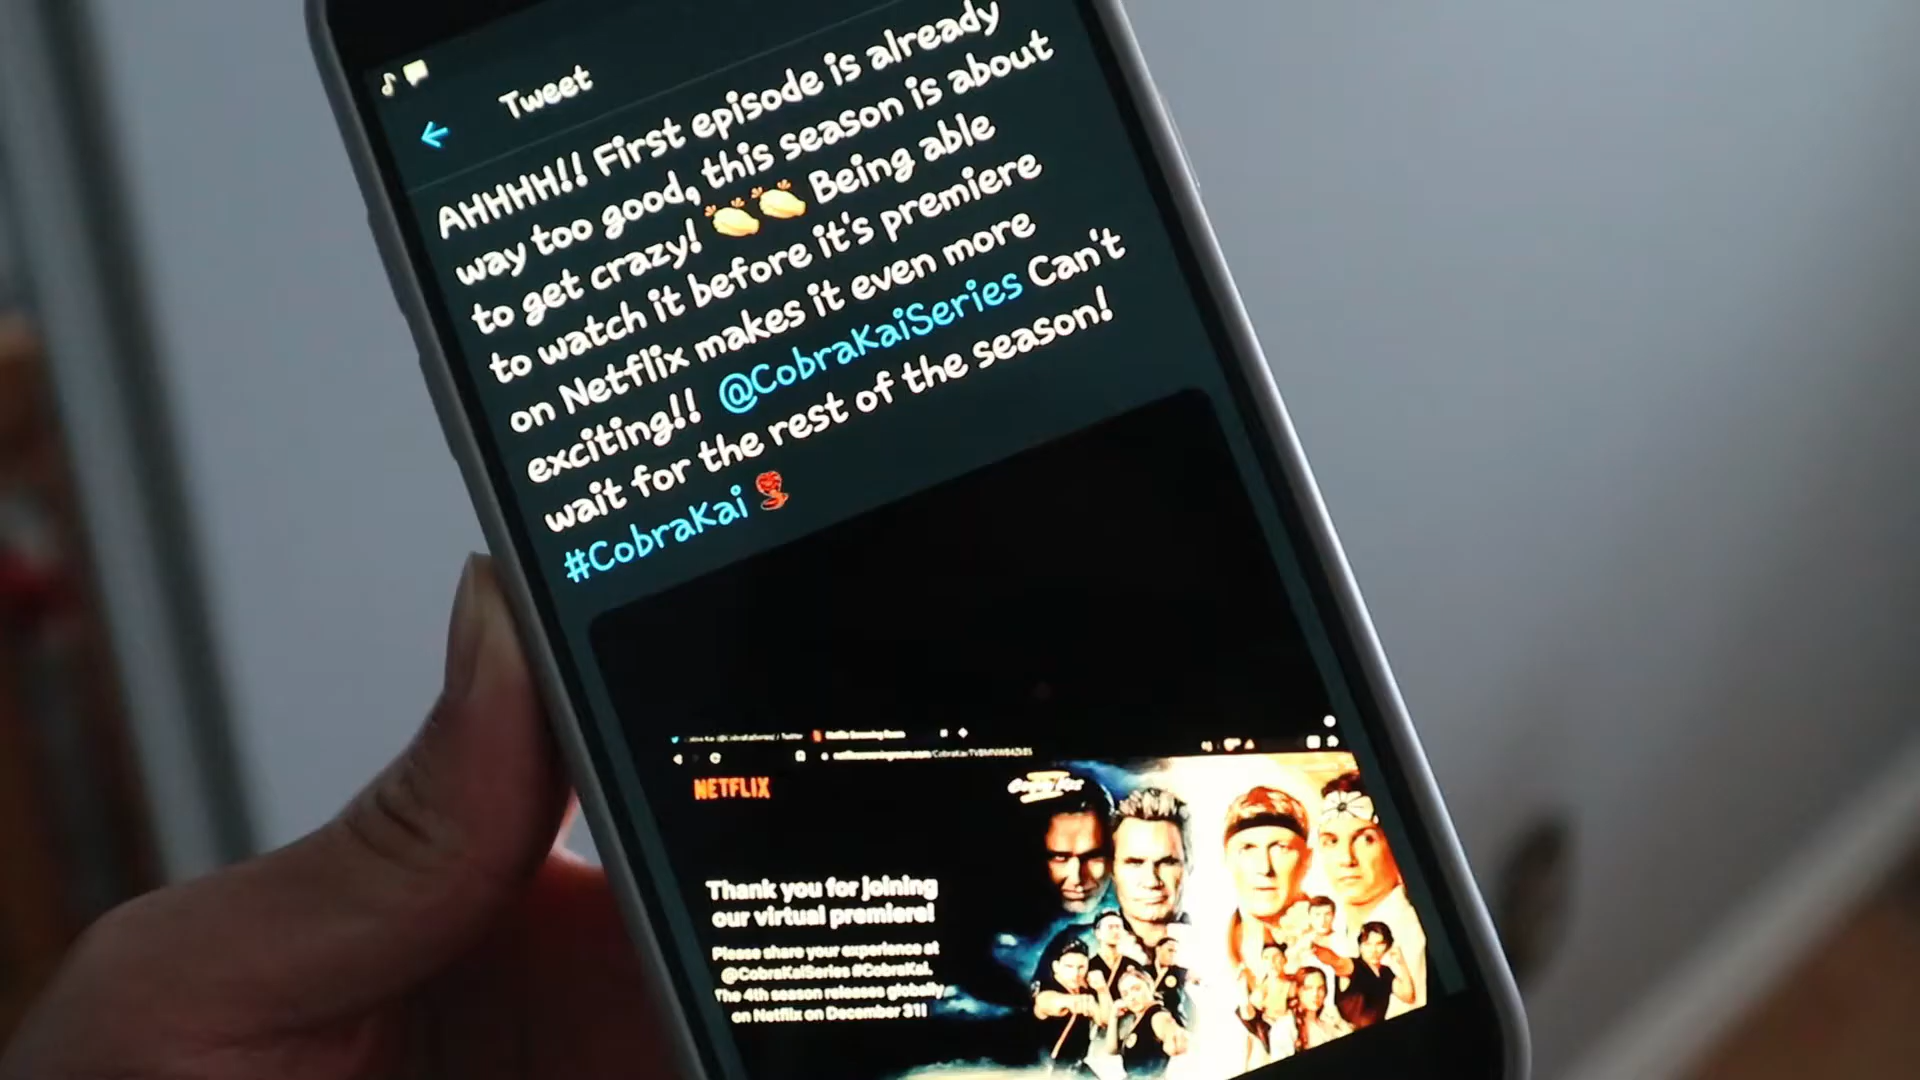 Tweet
AHHHH!! First episode is already
way too good, this season is about
to get crazy! 👏👏 Being able
to watch it before it's premiere
on Netflix makes it even more
exciting!! @CobraKaiSeries Can't
wait for the rest of the season!
#CobraKai
NETFLIX
Thank you for joining
our virtual premiere!
Please share your experience at
@CobraKaiSeries #CobraKai.
The 4th season releases globally
on Netflix on December 31!